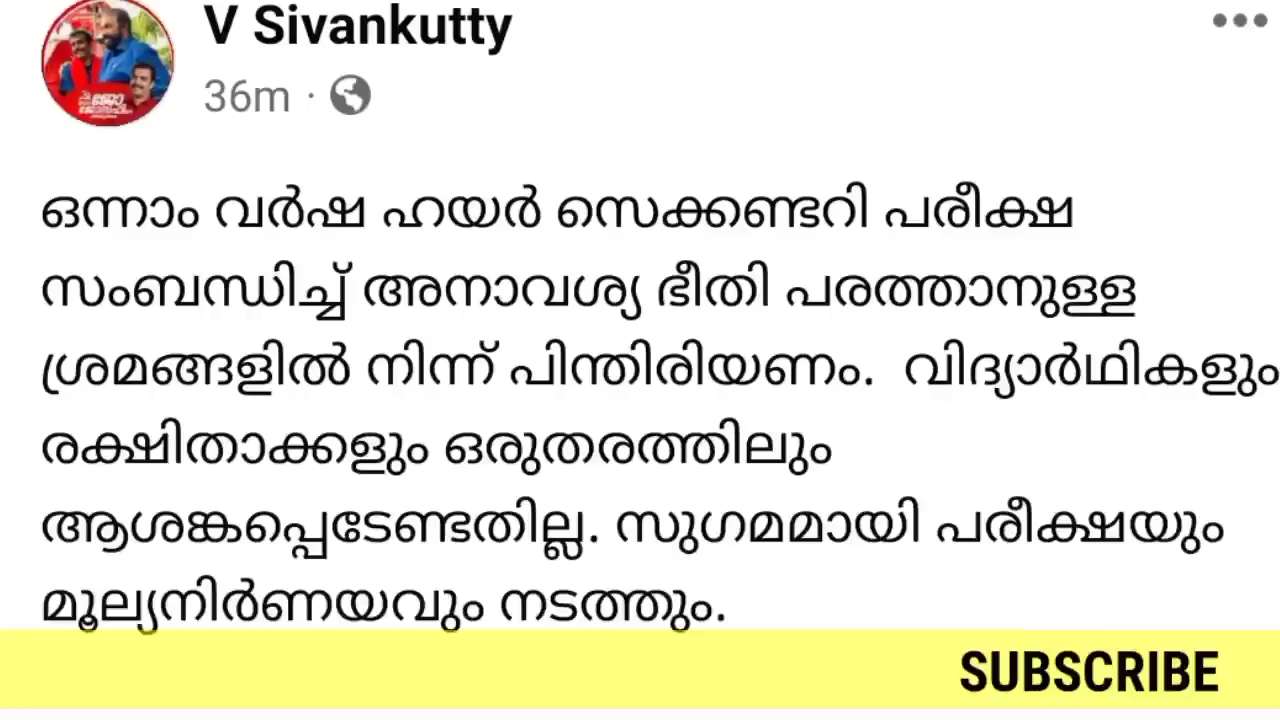 V Sivankutty
36m ·
ഒന്നാം വർഷ ഹയർ സെക്കണ്ടറി പരീക്ഷ
സംബന്ധിച്ച് അനാവശ്യ ഭീതി പരത്താനുള്ള
ശ്രമങ്ങളിൽ നിന്ന് പിന്തിരിയണം. വിദ്യാർഥികളും
രക്ഷിതാക്കളും ഒരുതരത്തിലും
ആശങ്കപ്പെടേണ്ടതില്ല. സുഗമമായി പരീക്ഷയും
മൂല്യനിർണയവും നടത്തും.
SUBSCRIBE